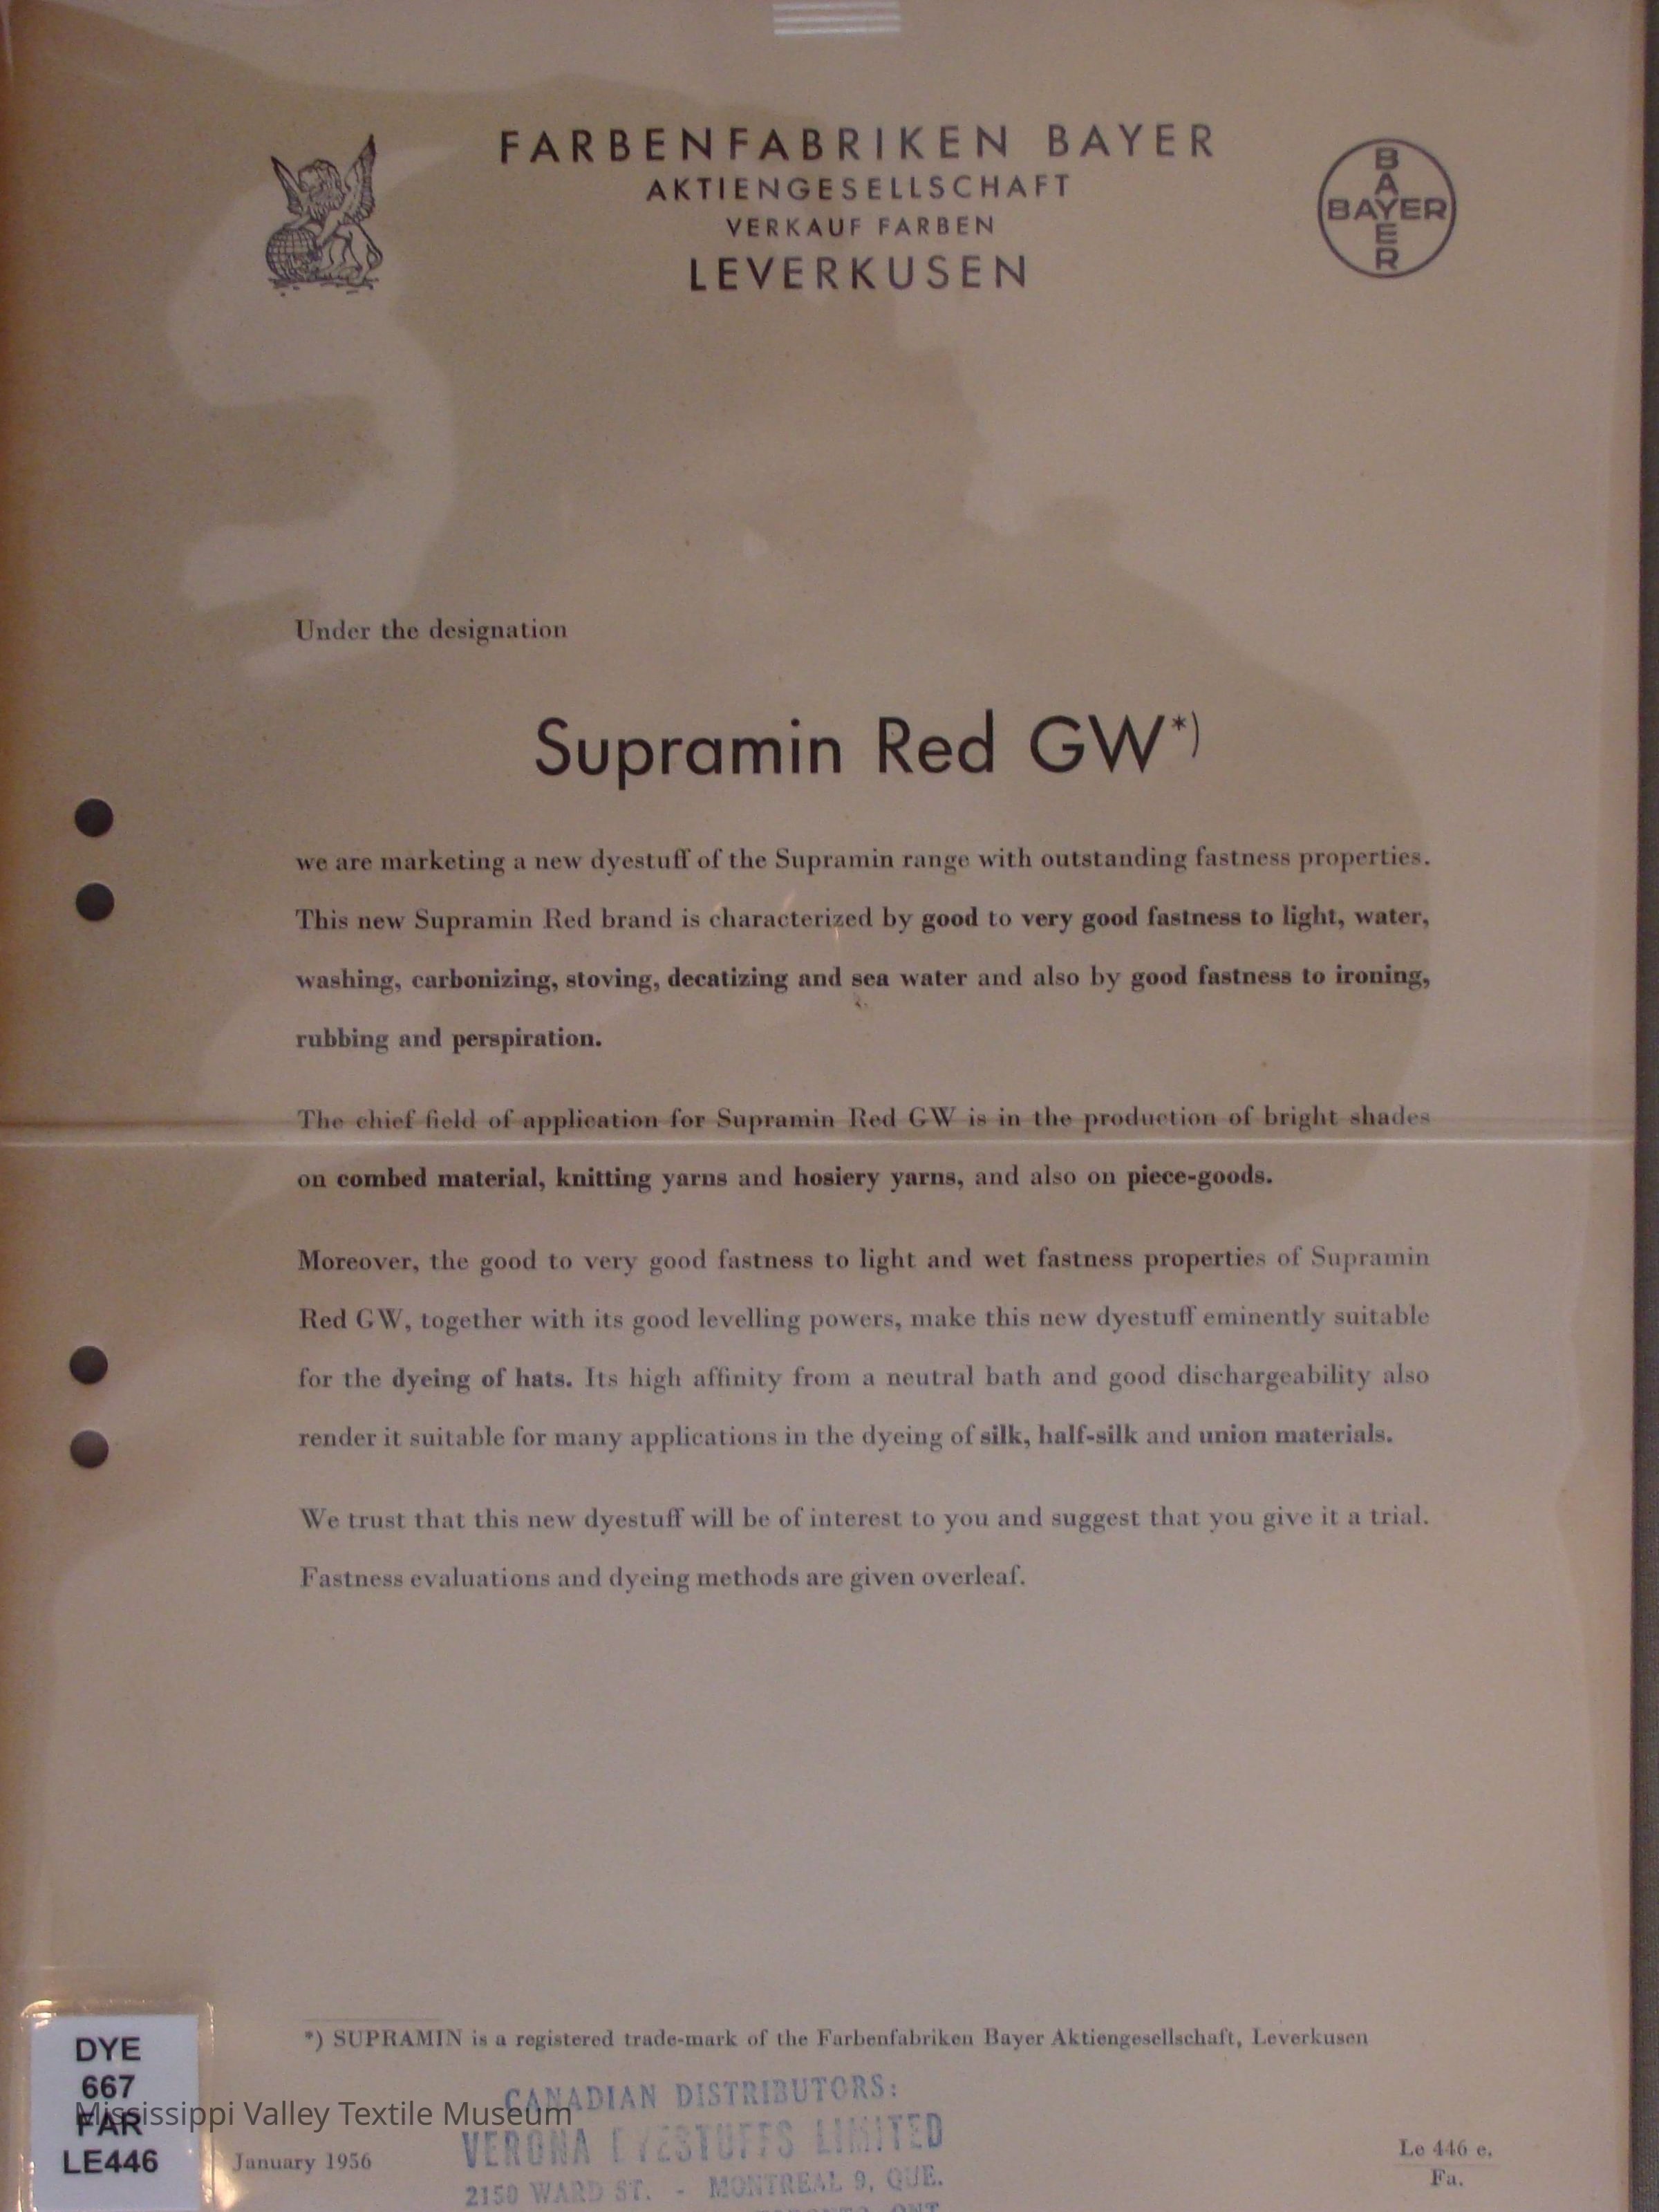 FARBENFABRIKEN BAYER
AKTIENGESELLSCHAFT
VERKAUF FARBEN
LEVERKUSEN
BAYER
BAYER
Under the designation
Supramin Red GW*)
we are marketing a new dyestuff of the Supramin range with outstanding fastness properties.
This new Supramin Red brand is characterized by good to very good fastness to light, water,
washing, carbonizing, stoving, decatizing and sea water and also by good fastness to ironing,
rubbing and perspiration.
The chief field of application for Supramin Red GW is in the production of bright shades
on combed material, knitting yarns and hosiery yarns, and also on piece-goods.
Moreover, the good to very good fastness to light and wet fastness properties of Supramin
Red GW, together with its good levelling powers, make this new dyestuff eminently suitable
for the dyeing of hats. Its high affinity from a neutral bath and good dischargeability also
render it suitable for many applications in the dyeing of silk, half-silk and union materials.
We trust that this new dyestuff will be of interest to you and suggest that you give it a trial.
Fastness evaluations and dyeing methods are given overleaf.
*) SUPRAMIN is a registered trade-mark of the Farbenfabriken Bayer Aktiengesellschaft, Leverkusen
CANADIAN DISTRIBUTORS:
VERONA DYESTUFFS LIMITED
2150 WARD ST. - MONTREAL 9, QUE.
TORONTO, ONT.
January 1956
Le 446 e.
Fa.
DYE
667
FAR
LE446
Mississippi Valley Textile Museum